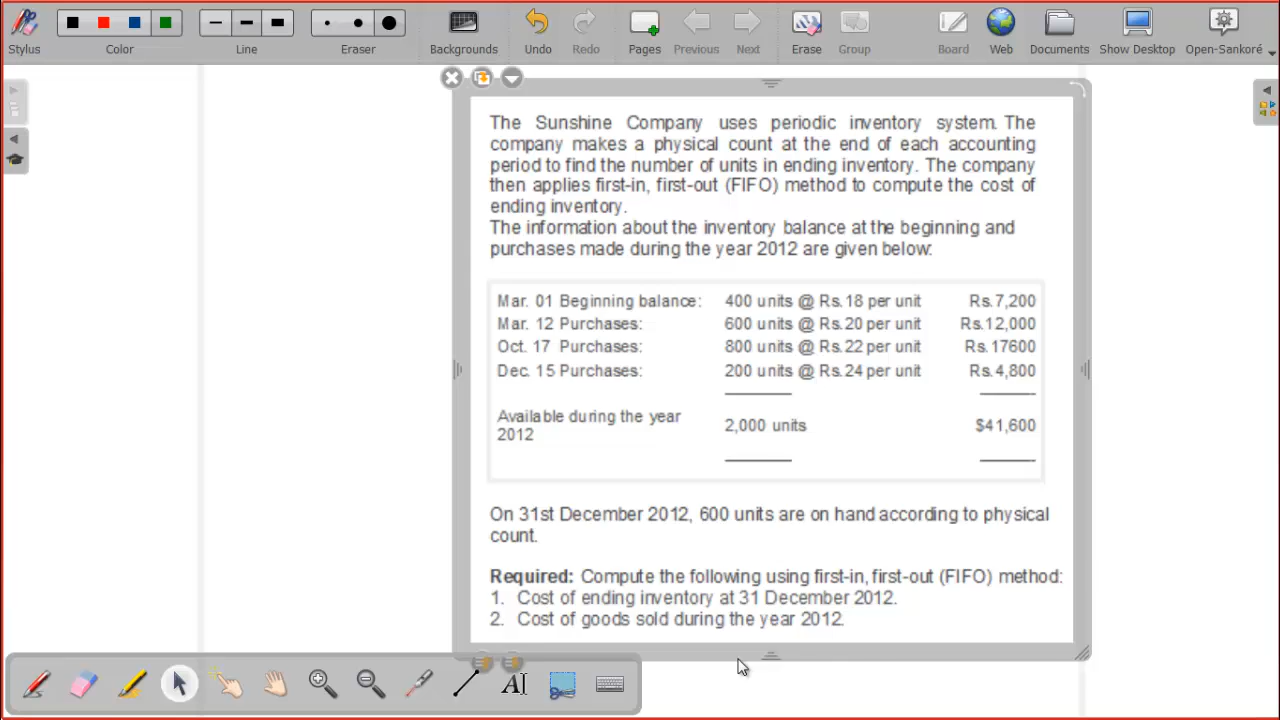 Stylus Color Line Eraser Backgrounds Undo Redo Pages Previous Next Erase Group Board Web Documents Show Desktop Open-Sankoré
The Sunshine Company uses periodic inventory system. The
company makes a physical count at the end of each accounting
period to find the number of units in ending inventory. The company
then applies first-in, first-out (FIFO) method to compute the cost of
ending inventory.
The information about the inventory balance at the beginning and
purchases made during the year 2012 are given below:
Mar. 01 Beginning balance: 400 units @ Rs.18 per unit Rs.7,200
Mar. 12 Purchases: 600 units @ Rs.20 per unit Rs.12,000
Oct. 17 Purchases: 800 units @ Rs.22 per unit Rs.17600
Dec. 15 Purchases: 200 units @ Rs.24 per unit Rs.4,800
Available during the year
2012 2,000 units $41,600
On 31st December 2012, 600 units are on hand according to physical
count.
Required: Compute the following using first-in, first-out (FIFO) method:
1. Cost of ending inventory at 31 December 2012.
2. Cost of goods sold during the year 2012.